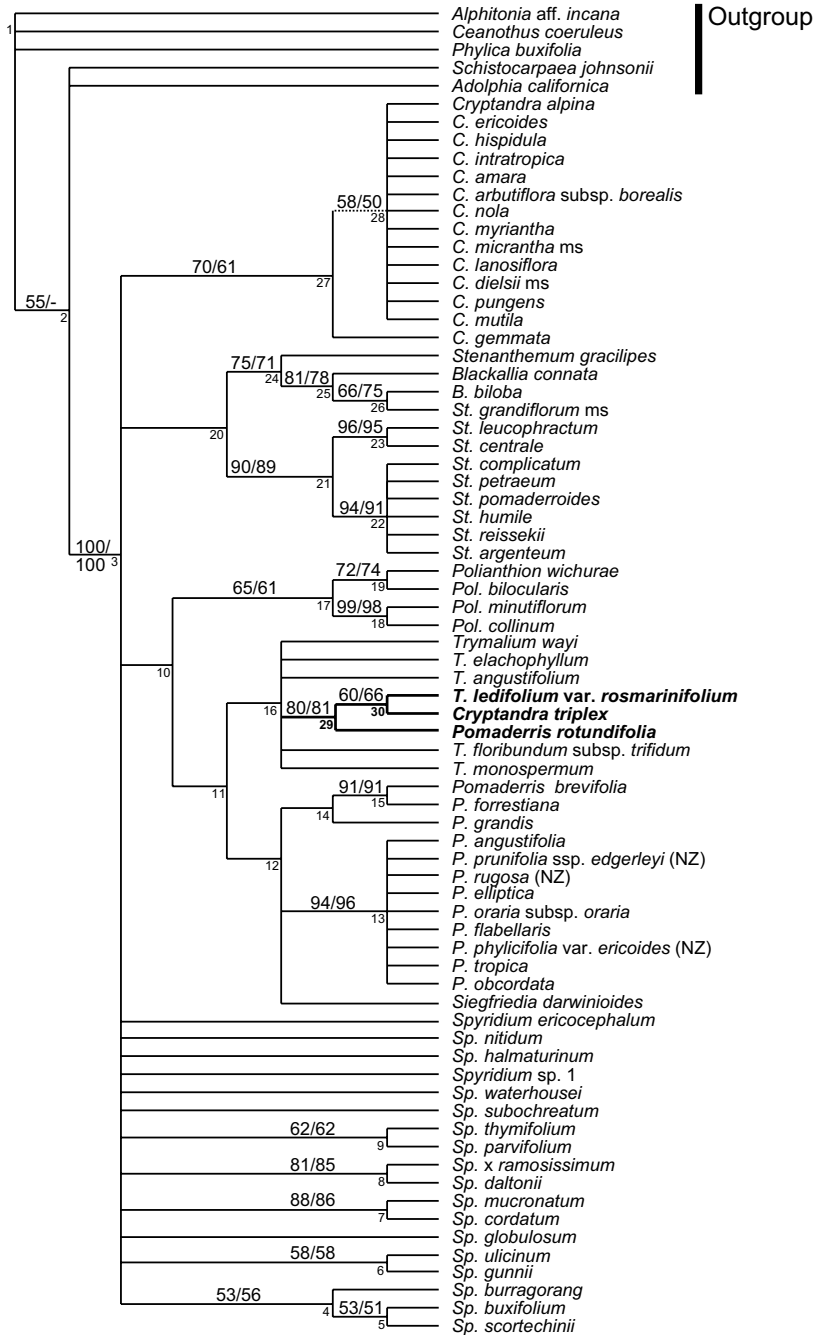 Alphitonia aff. incana
Outgroup
1
Ceanothus coeruleus
Phylica buxifolia
Schistocarpaea johnsonii
Adolphia californica
Cryptandra alpina
C. ericoides
C. hispidula
C. intratropica
C. amara
C. arbutiflora subsp. borealis
58/50
C. nola
28
C. myriantha
C. micrantha ms
C. lanosiflora
70/61
C. dielsii ms
27
C. pungens
55/-
2
C. mutila
C. gemmata
Stenanthemum gracilipes
75/71
Blackallia connata
24
81/78
B. biloba
25
66/75
St. grandiflorum ms
26
St. leucophractum
96/95
20
St. centrale
23
St. complicatum
90/89
St. petraeum
21
St. pomaderroides
94/91
St. humile
22
St. reissekii
St. argenteum
100/
100
3
Polianthion wichurae
72/74
Pol. bilocularis
19
65/61
17
Pol. minutiflorum
99/98
Pol. collinum
18
Trymalium wayi
T. elachophyllum
10
T. angustifolium
T. ledifolium var. rosmarinifolium
60/66
16
80/81
Cryptandra triplex
30
29
Pomaderris rotundifolia
T. floribundum subsp. trifidum
T. monospermum
Pomaderris brevifolia
91/91
11
P. forrestiana
15
P. grandis
14
P. angustifolia
P. prunifolia ssp. edgerleyi (NZ)
12
P. rugosa (NZ)
P. elliptica
94/96
P. oraria subsp. oraria
13
P. flabellaris
P. phylicifolia var. ericoides (NZ)
P. tropica
P. obcordata
Siegfriedia darwinioides
Spyridium ericocephalum
Sp. nitidum
Sp. halmaturinum
Spyridium sp. 1
Sp. waterhousei
Sp. subochreatum
Sp. thymifolium
62/62
Sp. parvifolium
9
Sp. x ramosissimum
81/85
Sp. daltonii
8
Sp. mucronatum
88/86
Sp. cordatum
7
Sp. globulosum
Sp. ulicinum
58/58
Sp. gunnii
6
Sp. burragorang
53/56
4
53/51
Sp. buxifolium
5
Sp. scortechinii